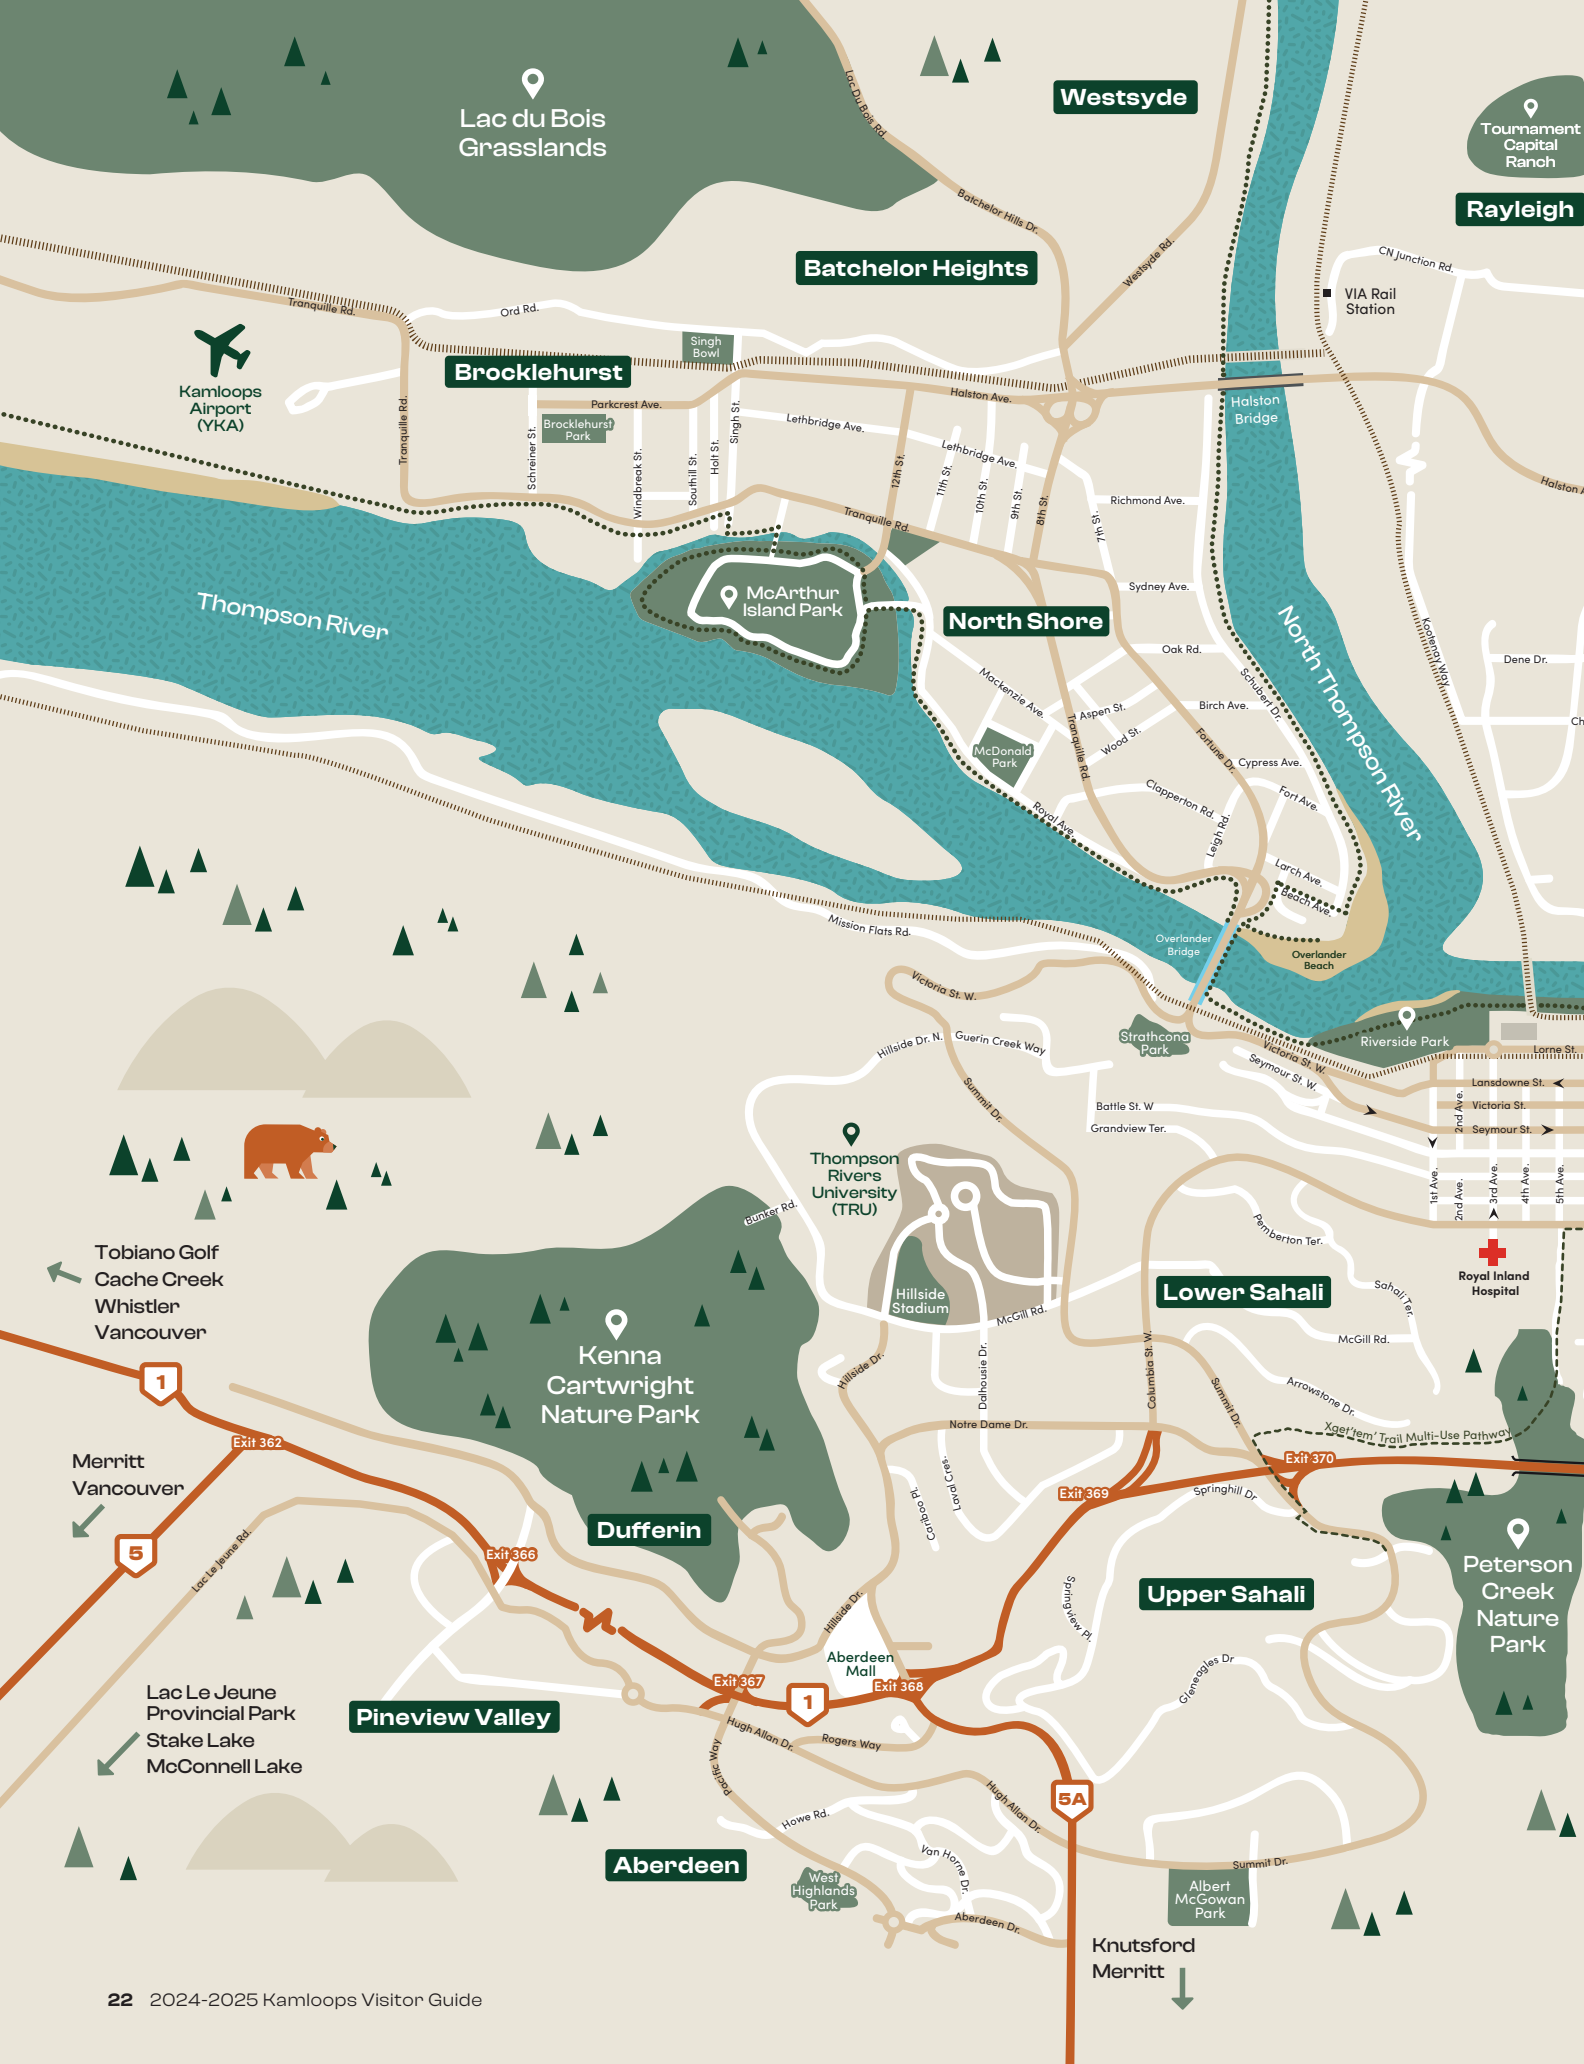 Lac du Bois
Grasslands
Lac Du Bois Rd.
Westsyde
Tournament
Capital
Ranch
Rayleigh
Batchelor Hills Dr.
Batchelor Heights
Westsyde Rd.
CN Junction Rd.
VIA Rail
Station
Tranquille Rd.
Ord Rd.
Singh
Bowl
Kamloops
Airport
(YKA)
Brocklehurst
Parkcrest Ave.
Halston Ave.
Halston
Bridge
Brocklehurst
Park
Tranquille Rd.
Schreiner St.
Windbreak St.
Southill St.
Holt St.
Singh St.
Lethbridge Ave.
Lethbridge Ave.
12th St.
11th St.
10th St.
9th St.
8th St.
7th St.
Richmond Ave.
Halston A
Tranquille Rd.
Sydney Ave.
McArthur
Island Park
Thompson River
North Shore
North Thompson River
Oak Rd.
Kootenay Way
Dene Dr.
Ch
Mackenzie Ave.
Schubert Dr.
Aspen St.
Birch Ave.
Wood St.
McDonald
Park
Tranquille Rd.
Fortune Dr.
Cypress Ave.
Clapperton Rd.
Fort Ave.
Royal Ave.
Leigh Rd.
Larch Ave.
Beach Ave.
Mission Flats Rd.
Overlander
Bridge
Overlander
Beach
Victoria St. W.
Strathcona
Park
Riverside Park
Hillside Dr. N.
Guerin Creek Way
Victoria St. W.
Seymour St. W.
Lorne St.
Lansdowne St.
Victoria St.
Seymour St.
2nd Ave.
Summit Dr.
Battle St. W
Grandview Ter.
Thompson
Rivers
University
(TRU)
1st Ave.
2nd Ave.
3rd Ave.
4th Ave.
5th Ave.
Bunker Rd.
Pemberton Ter.
Royal Inland
Hospital
Tobiano Golf
Cache Creek
Whistler
Vancouver
Hillside
Stadium
McGill Rd.
Lower Sahali
Sahali Ter.
McGill Rd.
Kenna
Cartwright
Nature Park
1
Hillside Dr.
Dalhousie Dr.
Columbia St. W.
Summit Dr.
Arrowstone Dr.
Notre Dame Dr.
Xget'tem' Trail Multi-Use Pathway
Exit 362
Exit 370
Merritt
Vancouver
Cariboo Pl.
Laval Cres.
Exit 369
Springhill Dr
5
Lac Le Jeune Rd.
Dufferin
Exit 366
Peterson
Creek
Nature
Park
Upper Sahali
Springview Pl.
Hillside Dr.
Aberdeen
Mall
Gleneagles Dr
Exit 367
Exit 368
1
Lac Le Jeune
Provincial Park
Stake Lake
McConnell Lake
Pineview Valley
Hugh Allan Dr.
Rogers Way
Pacific Way
5A
Hugh Allan Dr.
Howe Rd.
Van Horne Dr.
Aberdeen
West
Highlands
Park
Summit Dr.
Albert
McGowan
Park
Aberdeen Dr.
Knutsford
Merritt
22 2024-2025 Kamloops Visitor Guide